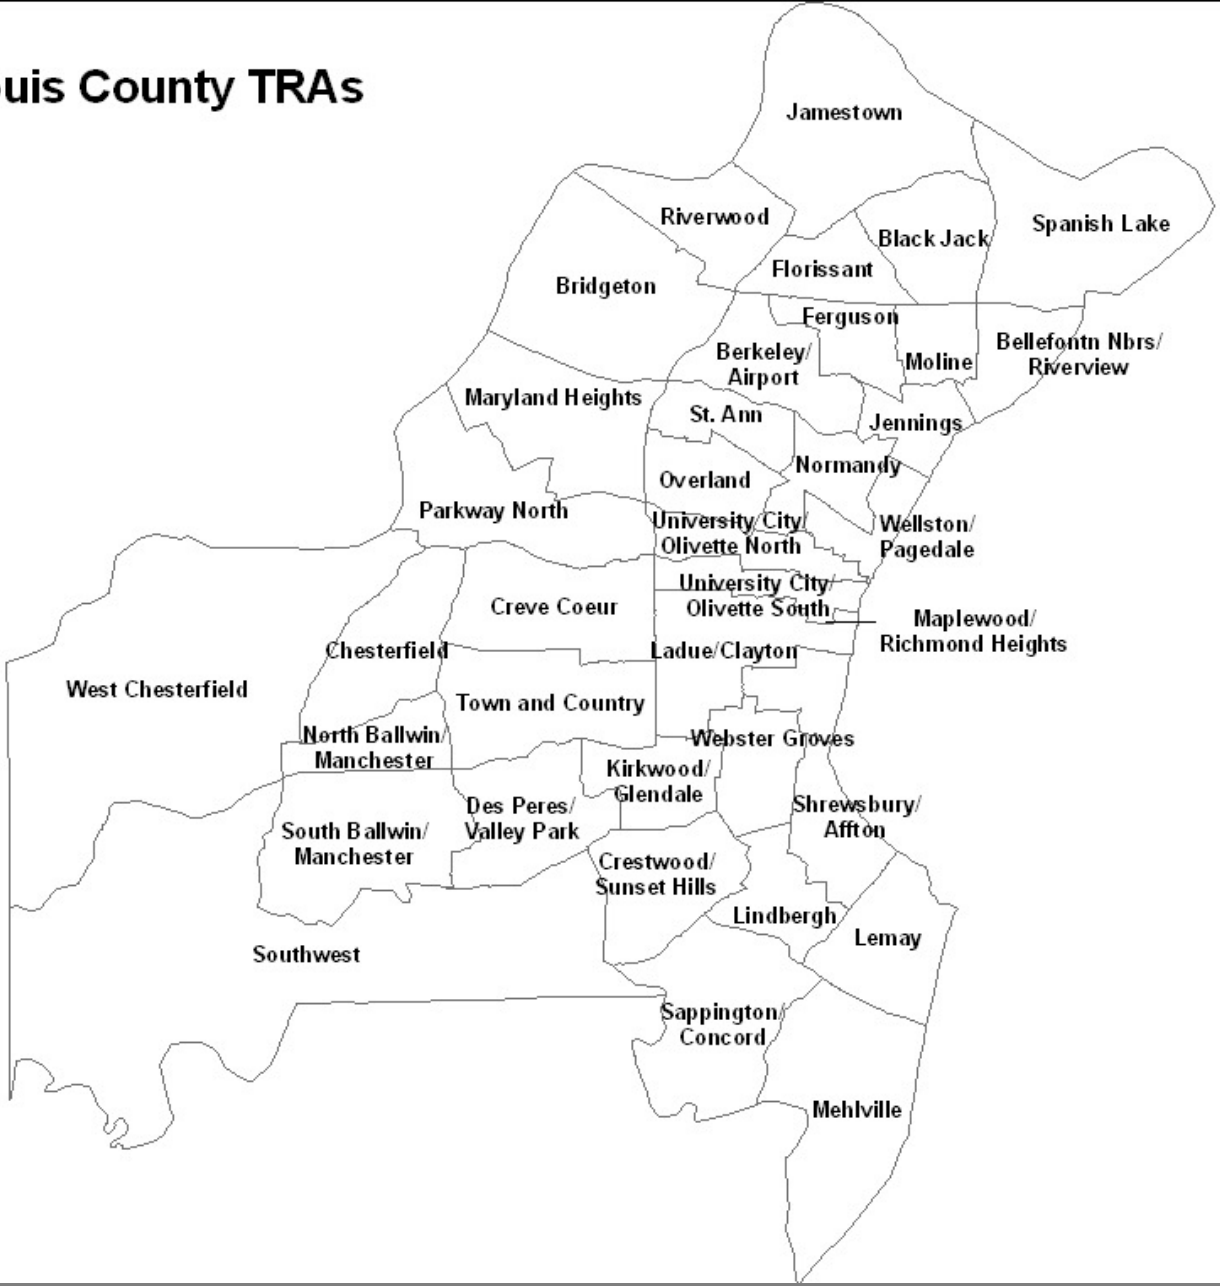 ouis County TRAs
Jamestown
Riverwood
Spanish Lake
Black Jack
Florissant
Bridgeton
Ferguson
Bellefontn Nbrs/
Riverview
Berkeley/
Airport
Moline
Maryland Heights
St. Ann
Jennings
Normandy
Overland
Parkway North
University City/
Olivette North
Wellston/
Pagedale
University City/
Olivette South
Creve Coeur
Maplewood/
Richmond Heights
Chesterfield
Ladue/Clayton
West Chesterfield
Town and Country
North Ballwin/
Manchester
Webster Groves
Kirkwood/
Glendale
Des Peres/
Valley Park
Shrewsbury/
Affton
South Ballwin/
Manchester
Crestwood/
Sunset Hills
Lindbergh
Lemay
Southwest
Sappington/
Concord
Mehlville